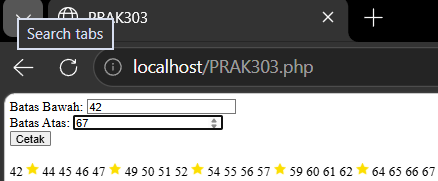 PRAK303
Search tabs
localhost/PRAK303.php
Batas Bawah: 42
Batas Atas: 67
Cetak
42 ⭐ 44 45 46 47 ⭐ 49 50 51 52 ⭐ 54 55 56 57 ⭐ 59 60 61 62 ⭐ 64 65 66 67